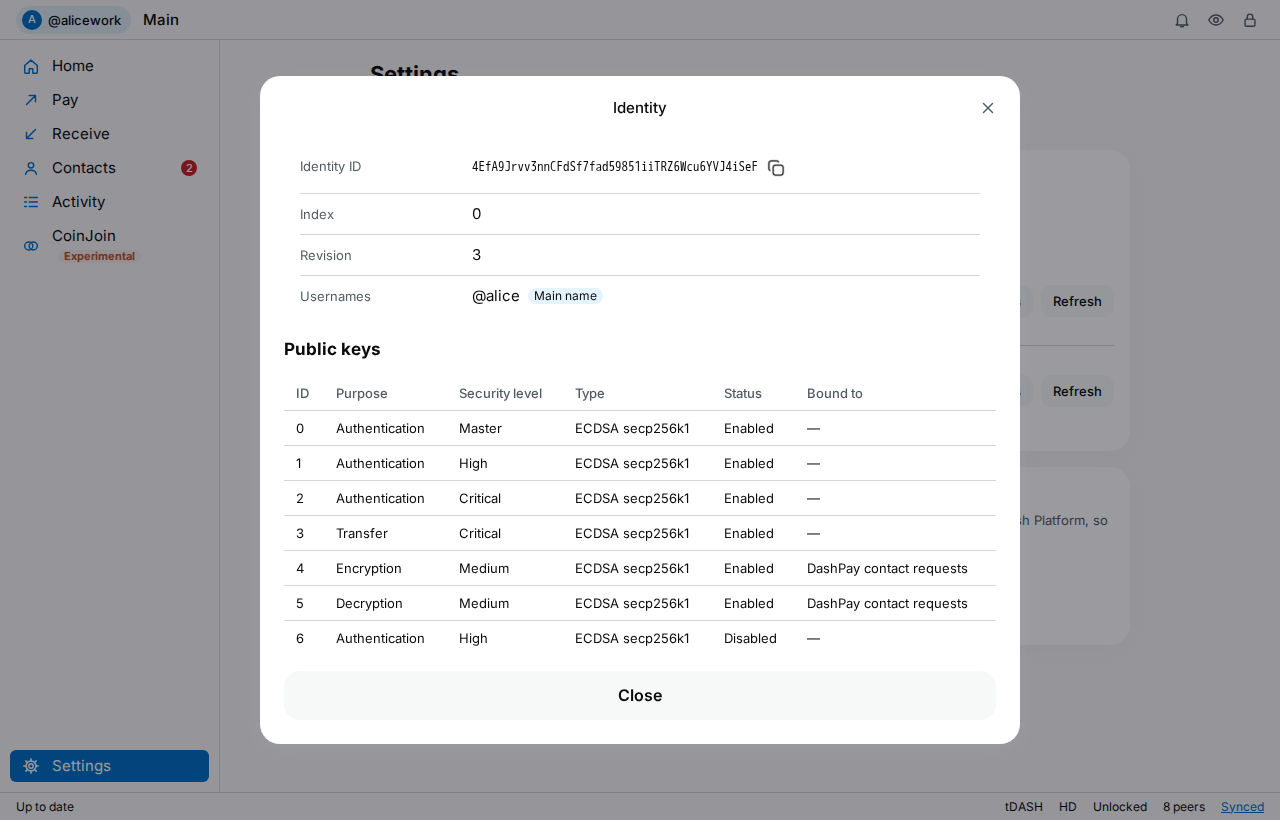 A @alicework Main
Home
Pay
Receive
Contacts 2
Activity
CoinJoin
Experimental
Settings
Settings
Identity
Identity ID 4EfA9Jrvv3nnCFdSf7fad59851iiTRZ6Wcu6YVJ4iSeF
Index 0
Revision 3
Usernames @alice Main name
Public keys
ID Purpose Security level Type Status Bound to
0 Authentication Master ECDSA secp256k1 Enabled —
1 Authentication High ECDSA secp256k1 Enabled —
2 Authentication Critical ECDSA secp256k1 Enabled —
3 Transfer Critical ECDSA secp256k1 Enabled —
4 Encryption Medium ECDSA secp256k1 Enabled DashPay contact requests
5 Decryption Medium ECDSA secp256k1 Enabled DashPay contact requests
6 Authentication High ECDSA secp256k1 Disabled —
Close
Refresh
Refresh
Platform, so
Up to date tDASH HD Unlocked 8 peers Synced